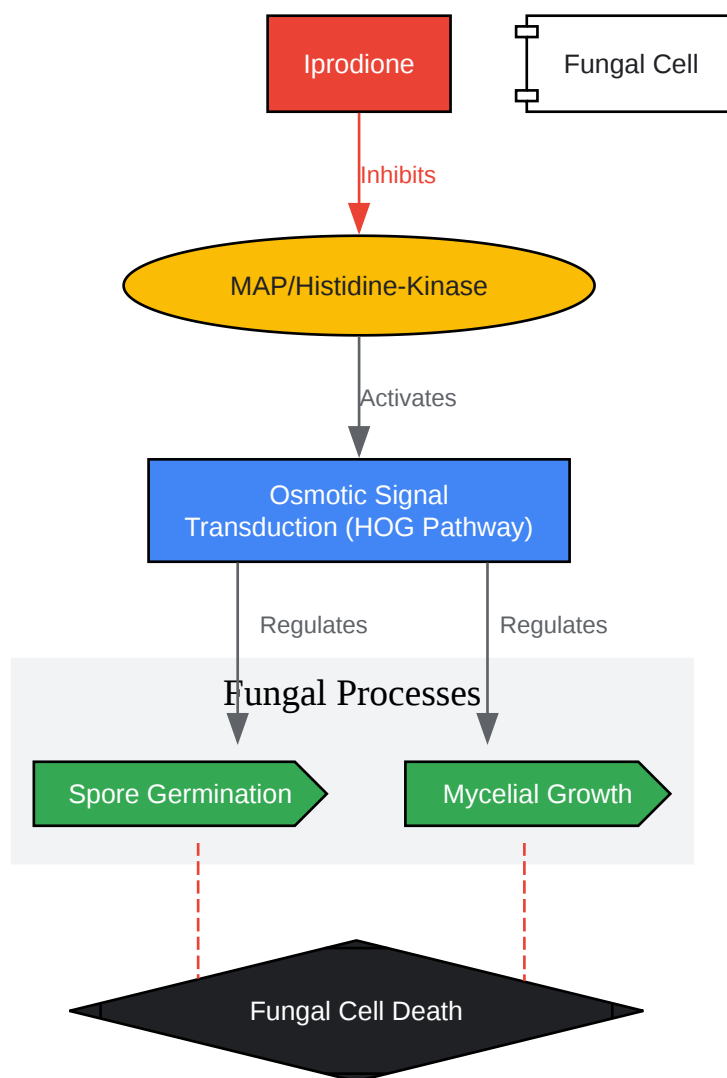 Iprodione
Fungal Cell
Inhibits
MAP/Histidine-Kinase
Activates
Osmotic Signal
Transduction (HOG Pathway)
Regulates
Regulates
Fungal Processes
Spore Germination
Mycelial Growth
Fungal Cell Death